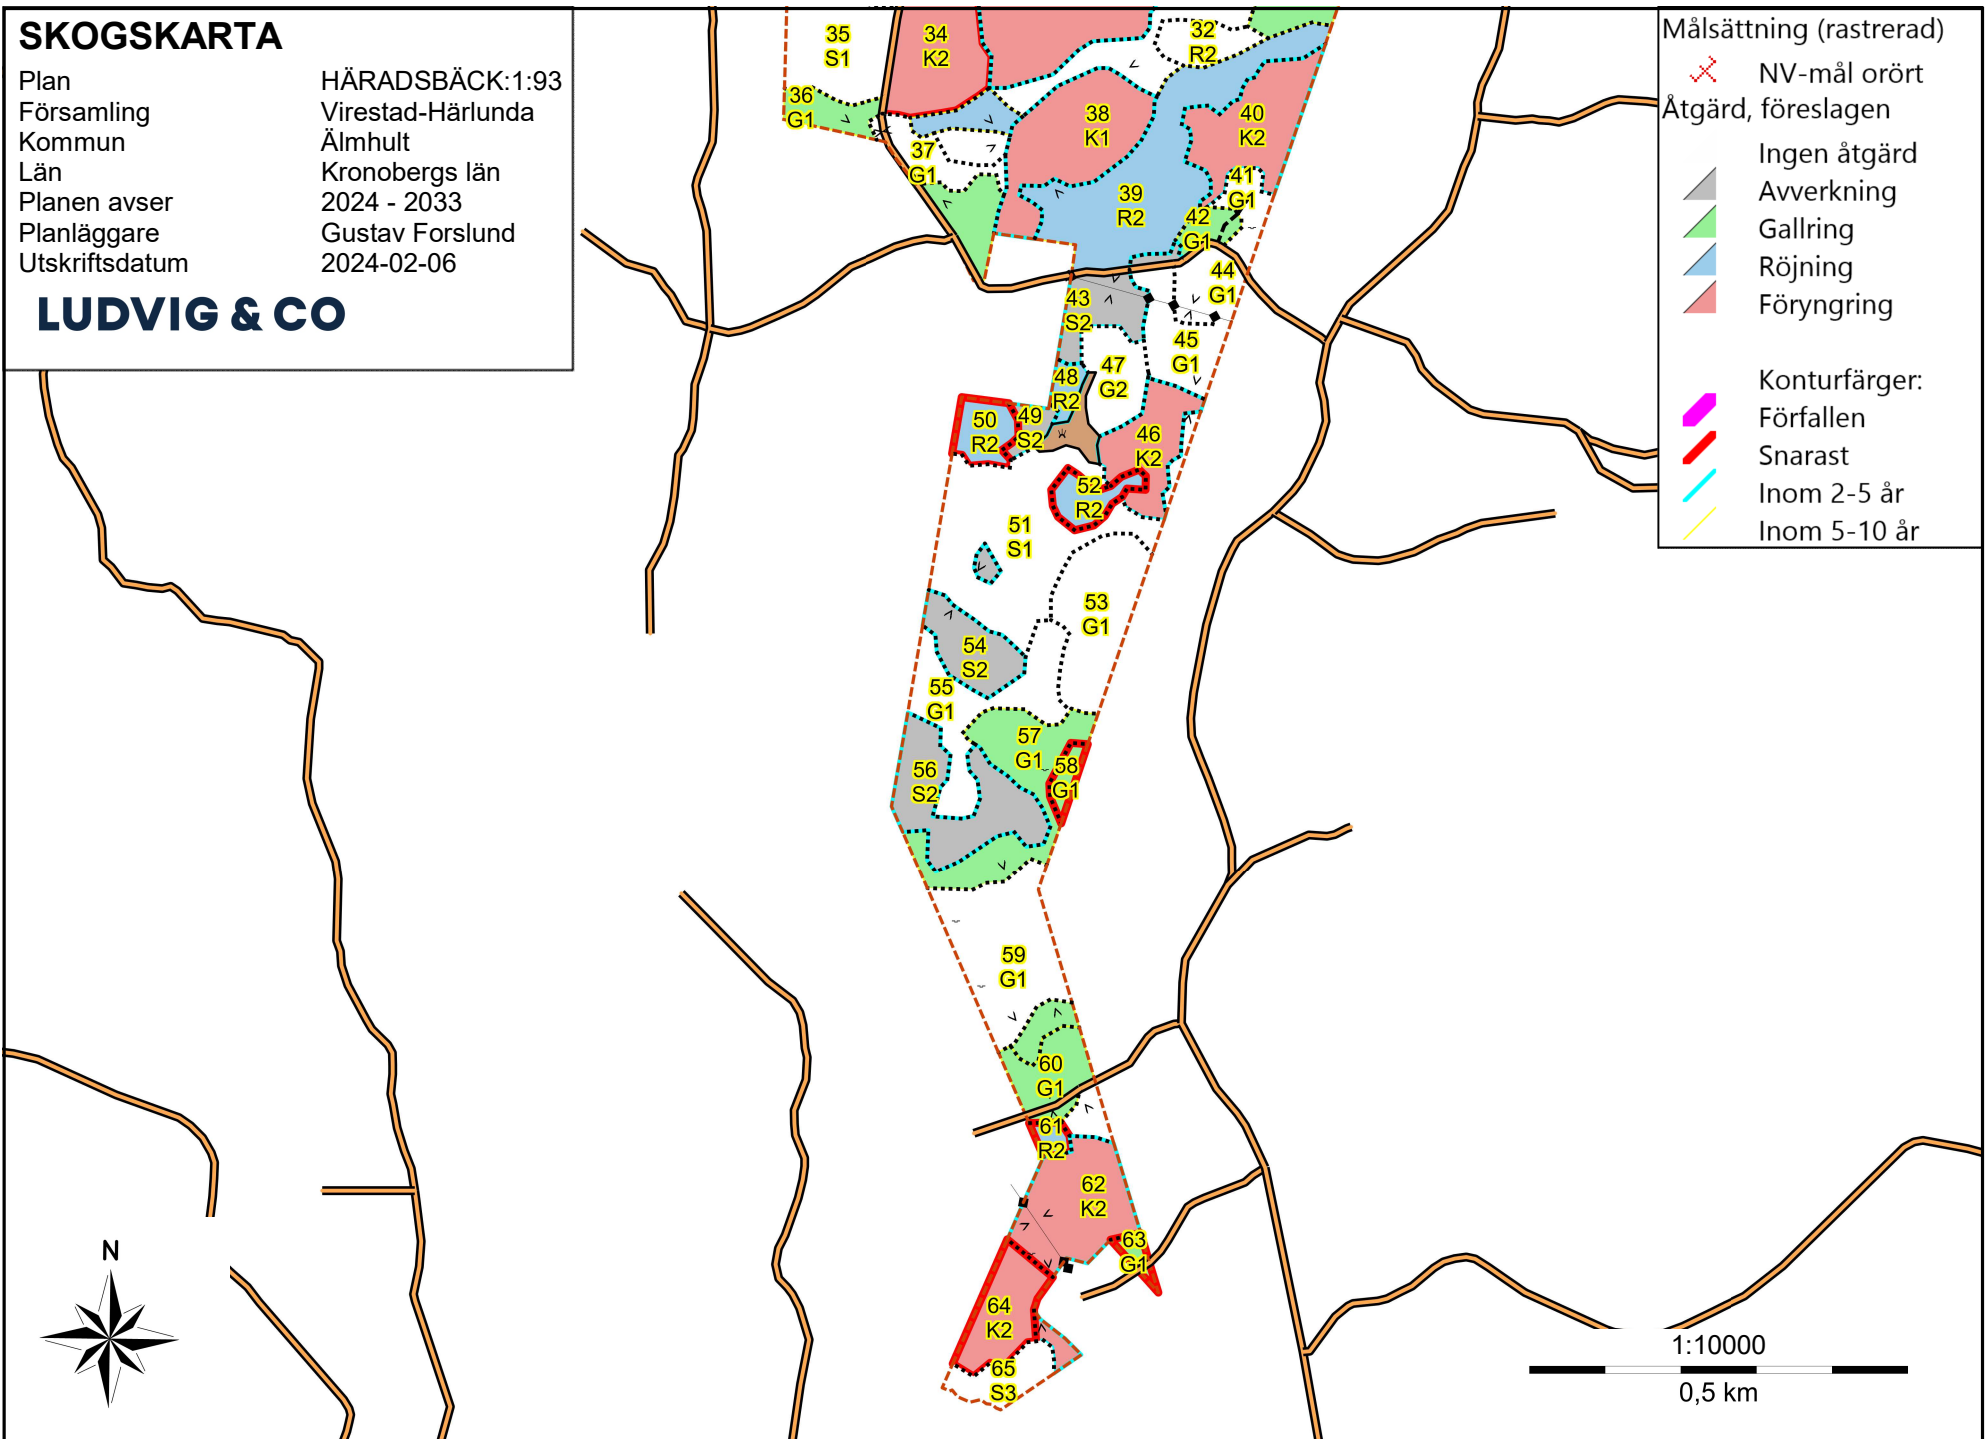 SKOGSKARTA
Plan HÄRADSBÄCK:1:93
Församling Virestad-Härlunda
Kommun Älmhult
Län Kronobergs län
Planen avser 2024 - 2033
Planläggare Gustav Forslund
Utskriftsdatum 2024-02-06
LUDVIG & CO
Målsättning (rastrerad)
NV-mål orört
Åtgärd, föreslagen
Ingen åtgärd
Avverkning
Gallring
Röjning
Föryngring
Konturfärger:
Förfallen
Snarast
Inom 2-5 år
Inom 5-10 år
32
R2
35
S1
34
K2
36
G1
38
K1
40
K2
37
G1
41
G1
39
R2
42
G1
44
G1
43
S2
45
G1
47
G2
48
R2
50
R2
49
S2
46
K2
52
R2
51
S1
53
G1
54
S2
55
G1
57
G1
58
G1
56
S2
59
G1
60
G1
61
R2
62
K2
63
G1
64
K2
65
S3
N
1:10000
0,5 km